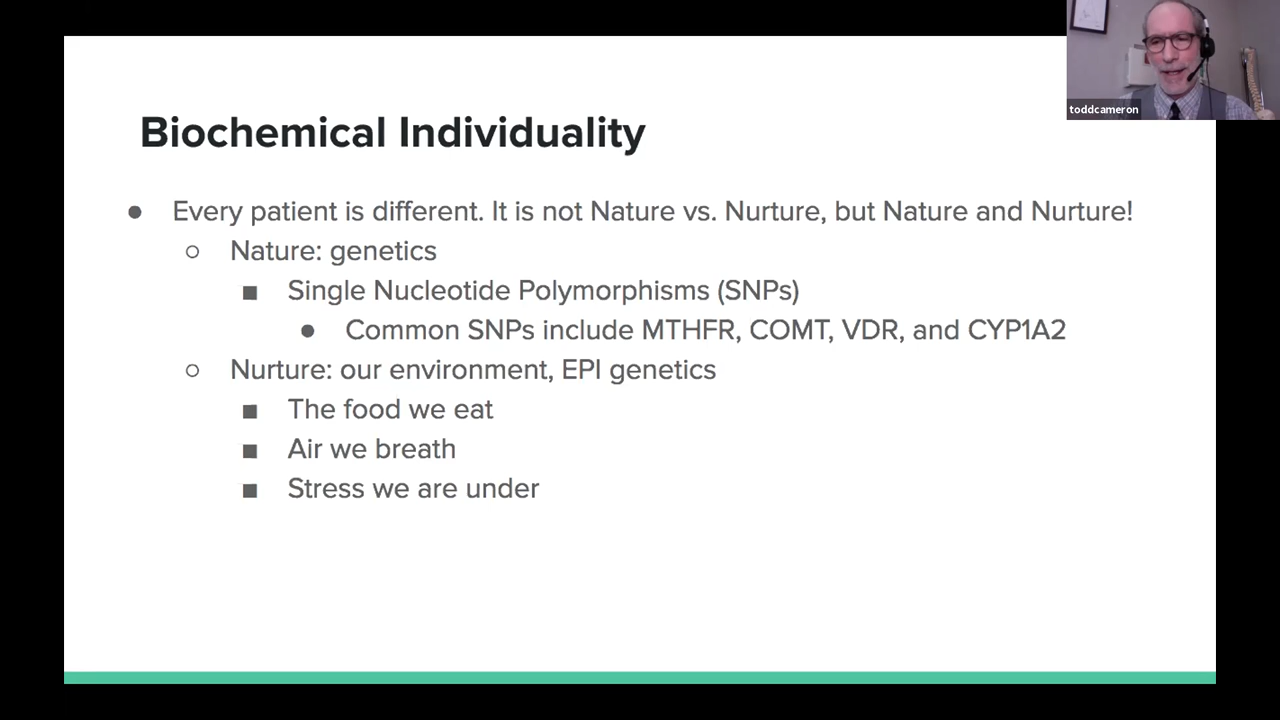 toddcameron
Biochemical Individuality
● Every patient is different. It is not Nature vs. Nurture, but Nature and Nurture!
○ Nature: genetics
■ Single Nucleotide Polymorphisms (SNPs)
● Common SNPs include MTHFR, COMT, VDR, and CYP1A2
○ Nurture: our environment, EPI genetics
■ The food we eat
■ Air we breath
■ Stress we are under